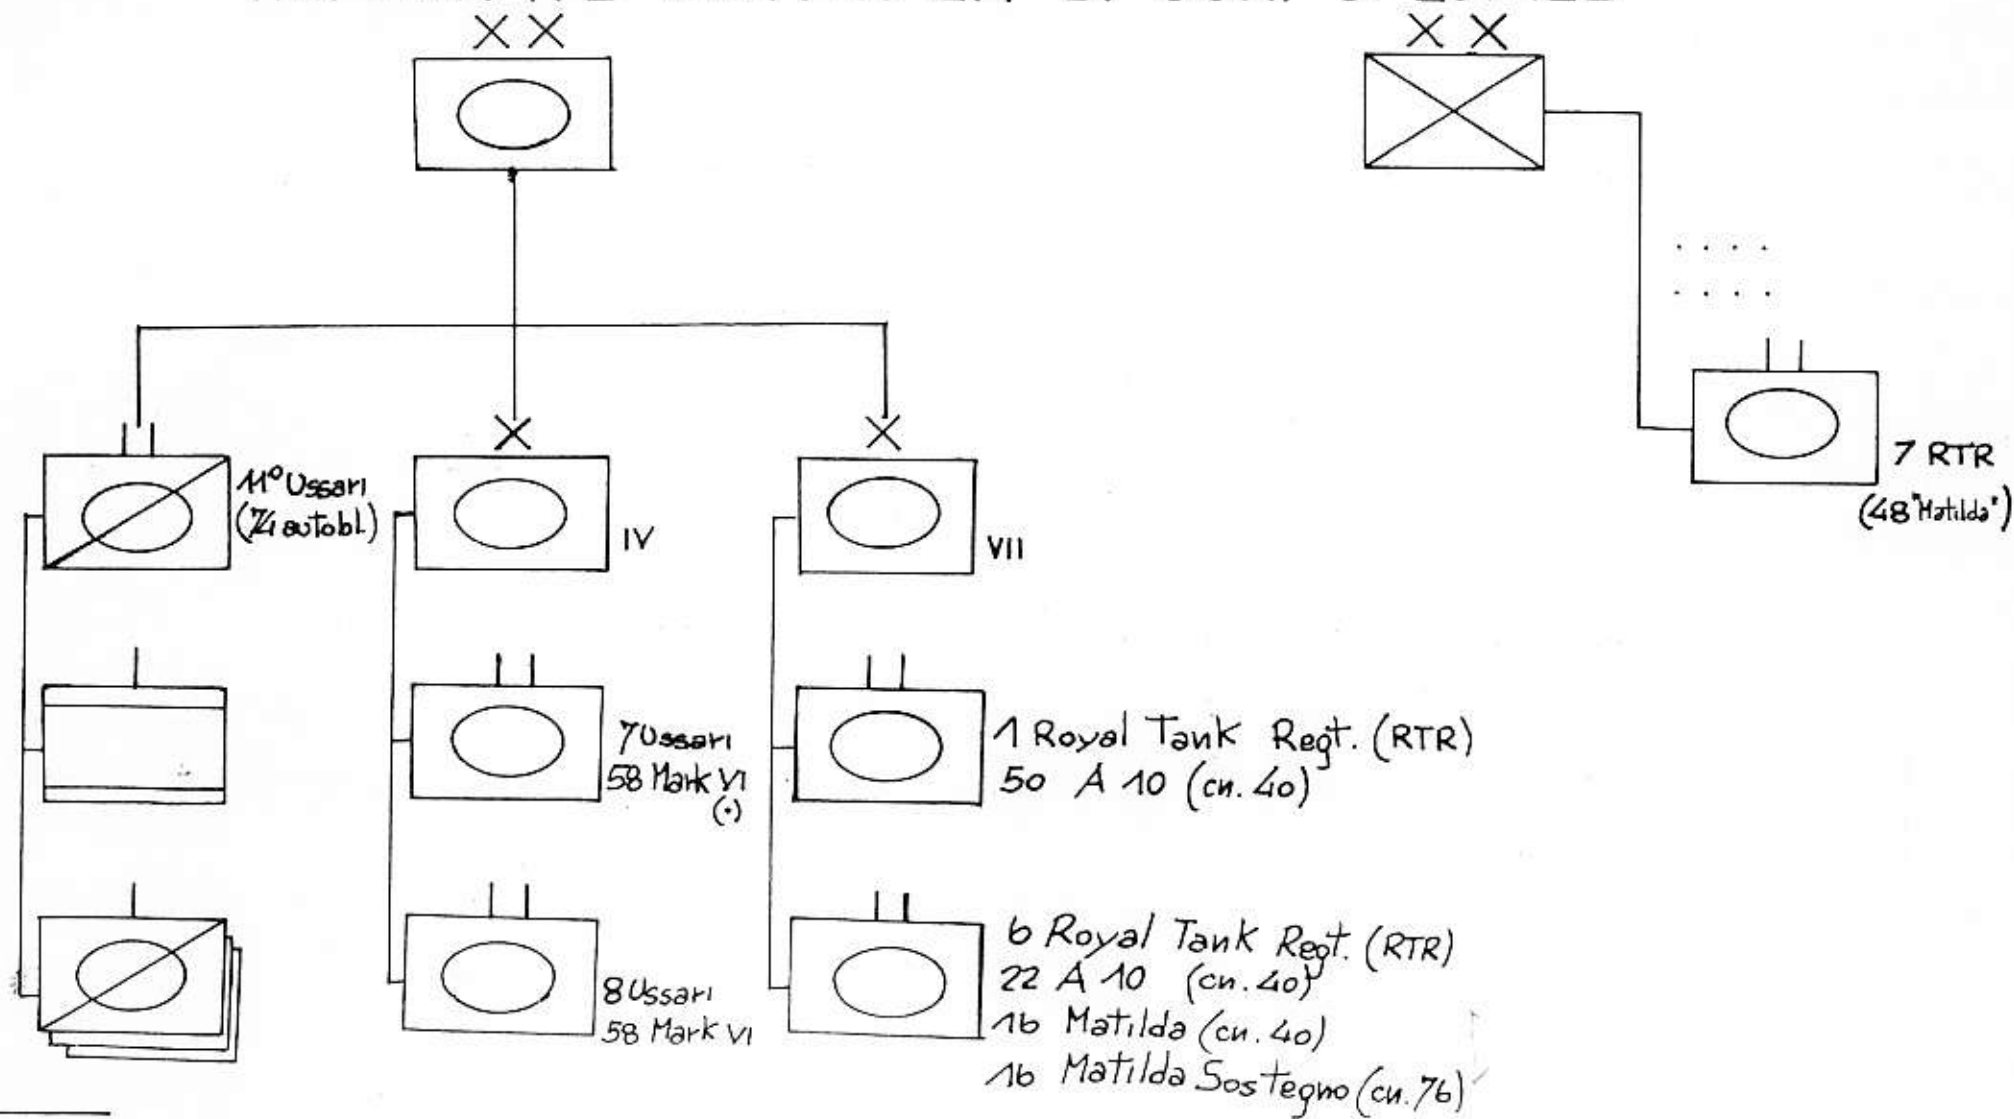 11° Ussari
(74 autobl.)
IV
VII
7 RTR
(48 "Matilda")
7 Ussari
58 Mark VI
(•)
1 Royal Tank Regt. (RTR)
50 A 10 (cn. 40)
8 Ussari
58 Mark VI
6 Royal Tank Regt. (RTR)
22 A 10 (cn. 40)
16 Matilda (cn. 40)
16 Matilda Sostegno (cn. 76)